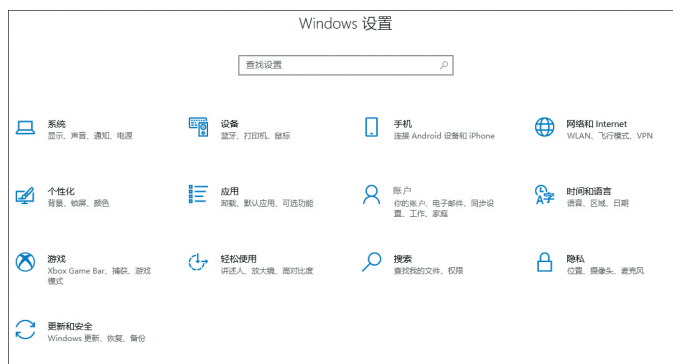 Windows 设置
查找设置
系统
显示、声音、通知、电源
设备
蓝牙、打印机、鼠标
手机
连接 Android 设备和 iPhone
网络和 Internet
WLAN、飞行模式、VPN
个性化
背景、锁屏、颜色
应用
卸载、默认应用、可选功能
账户
你的账户、电子邮件、同步设
置、工作、家庭
时间和语言
语音、区域、日期
游戏
Xbox Game Bar、捕获、游戏
模式
轻松使用
讲述人、放大镜、高对比度
搜索
查找我的文件、权限
隐私
位置、摄像头、麦克风
更新和安全
Windows 更新、恢复、备份